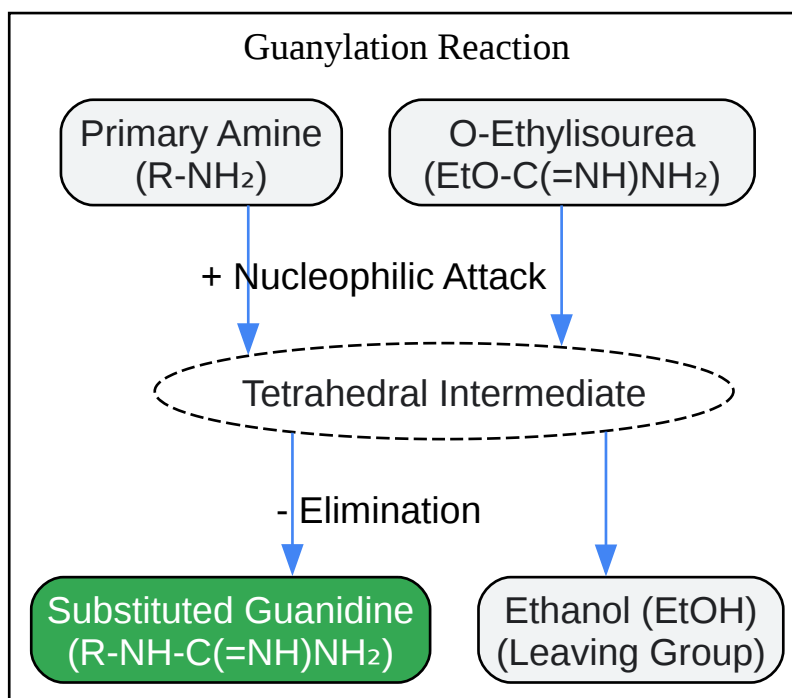 Guanylation Reaction
Primary Amine
(R-NH₂)
O-Ethylisourea
(EtO-C(=NH)NH₂)
+ Nucleophilic Attack
Tetrahedral Intermediate
- Elimination
Substituted Guanidine
(R-NH-C(=NH)NH₂)
Ethanol (EtOH)
(Leaving Group)